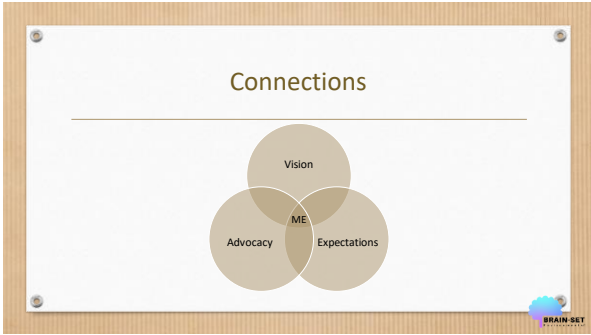 Connections
Vision
ME
Advocacy
Expectations
BRAIN-SET